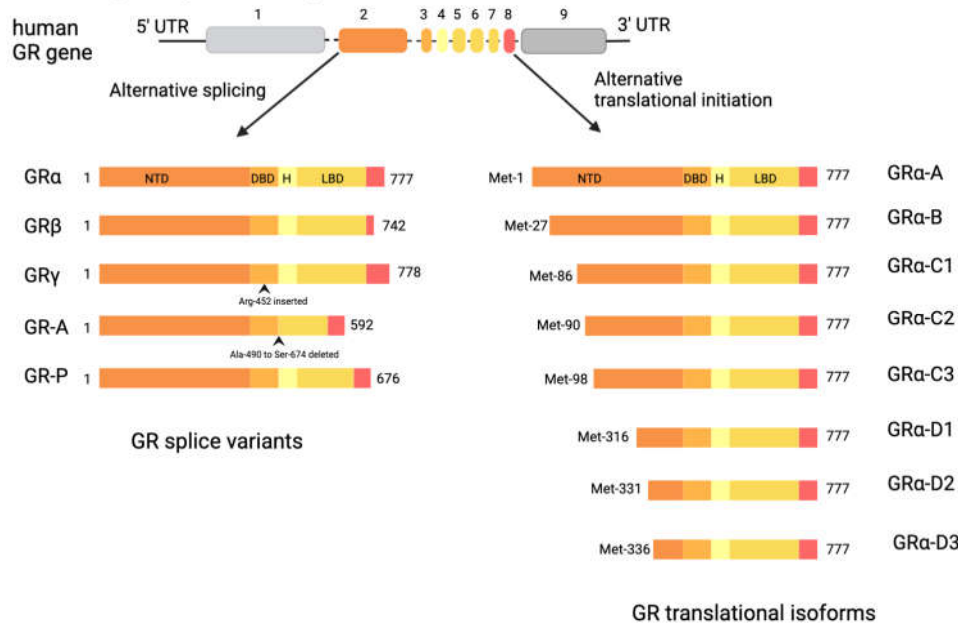 human
GR gene
5' UTR
1
2
3
4
5
6
7
8
9
3' UTR
Alternative splicing
Alternative
translational initiation
GRα 1 NTD DBD H LBD 777
GRβ 1 742
GRγ 1 778
Arg-452 inserted
GR-A 1 592
Ala-490 to Ser-674 deleted
GR-P 1 676
GR splice variants
Met-1 NTD DBD H LBD 777 GRα-A
Met-27 777 GRα-B
Met-86 777 GRα-C1
Met-90 777 GRα-C2
Met-98 777 GRα-C3
Met-316 777 GRα-D1
Met-331 777 GRα-D2
Met-336 777 GRα-D3
GR translational isoforms